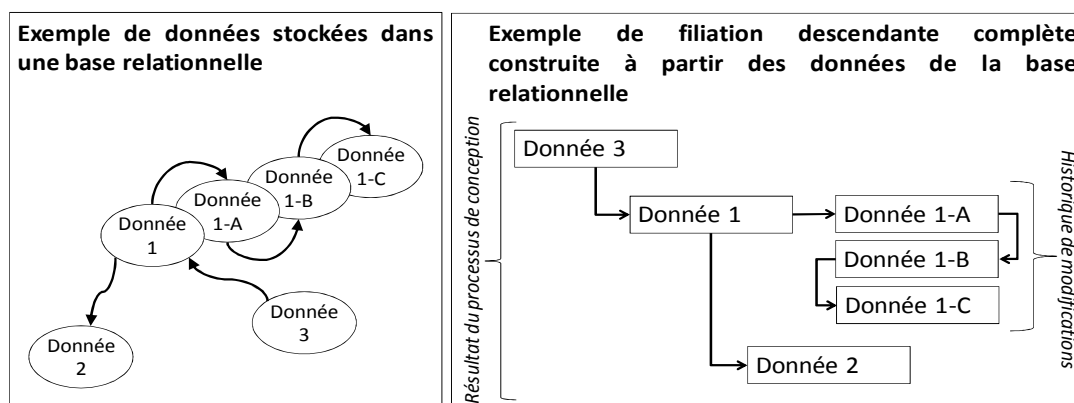 Exemple de données stockées dans
une base relationnelle
Donnée
1-C
Donnée
1-B
Donnée
1-A
Donnée
1
Donnée
3
Donnée
2
Exemple de filiation descendante complète
construite à partir des données de la base
relationnelle
Résultat du processus de conception
Donnée 3
Donnée 1
Donnée 1-A
Donnée 1-B
Donnée 1-C
Donnée 2
Historique de
modifications